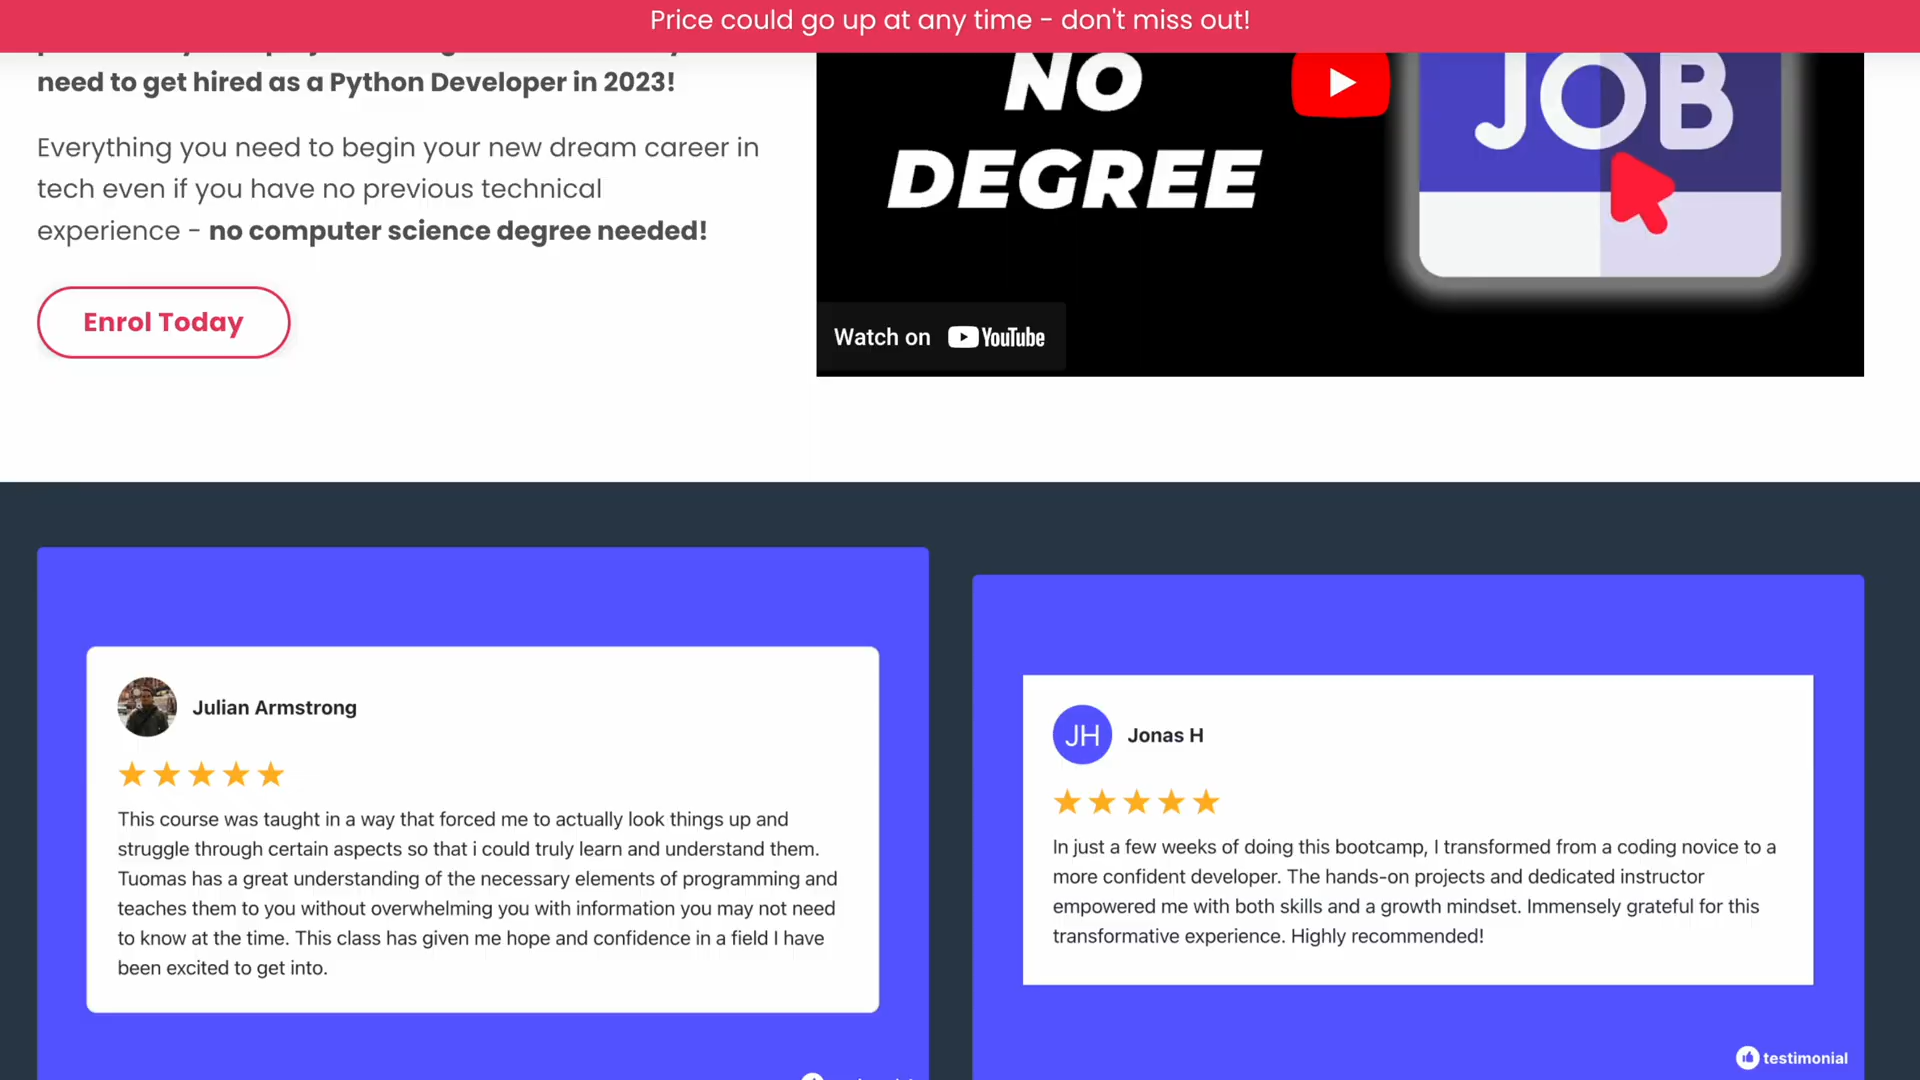 Price could go up at any time - don't miss out!
need to get hired as a Python Developer in 2023!
Everything you need to begin your new dream career in
tech even if you have no previous technical
experience - no computer science degree needed!
Enrol Today
NO
DEGREE
JOB
Watch on YouTube
Julian Armstrong
This course was taught in a way that forced me to actually look things up and
struggle through certain aspects so that i could truly learn and understand them.
Tuomas has a great understanding of the necessary elements of programming and
teaches them to you without overwhelming you with information you may not need
to know at the time. This class has given me hope and confidence in a field I have
been excited to get into.
JH
Jonas H
In just a few weeks of doing this bootcamp, I transformed from a coding novice to a
more confident developer. The hands-on projects and dedicated instructor
empowered me with both skills and a growth mindset. Immensely grateful for this
transformative experience. Highly recommended!
testimonial